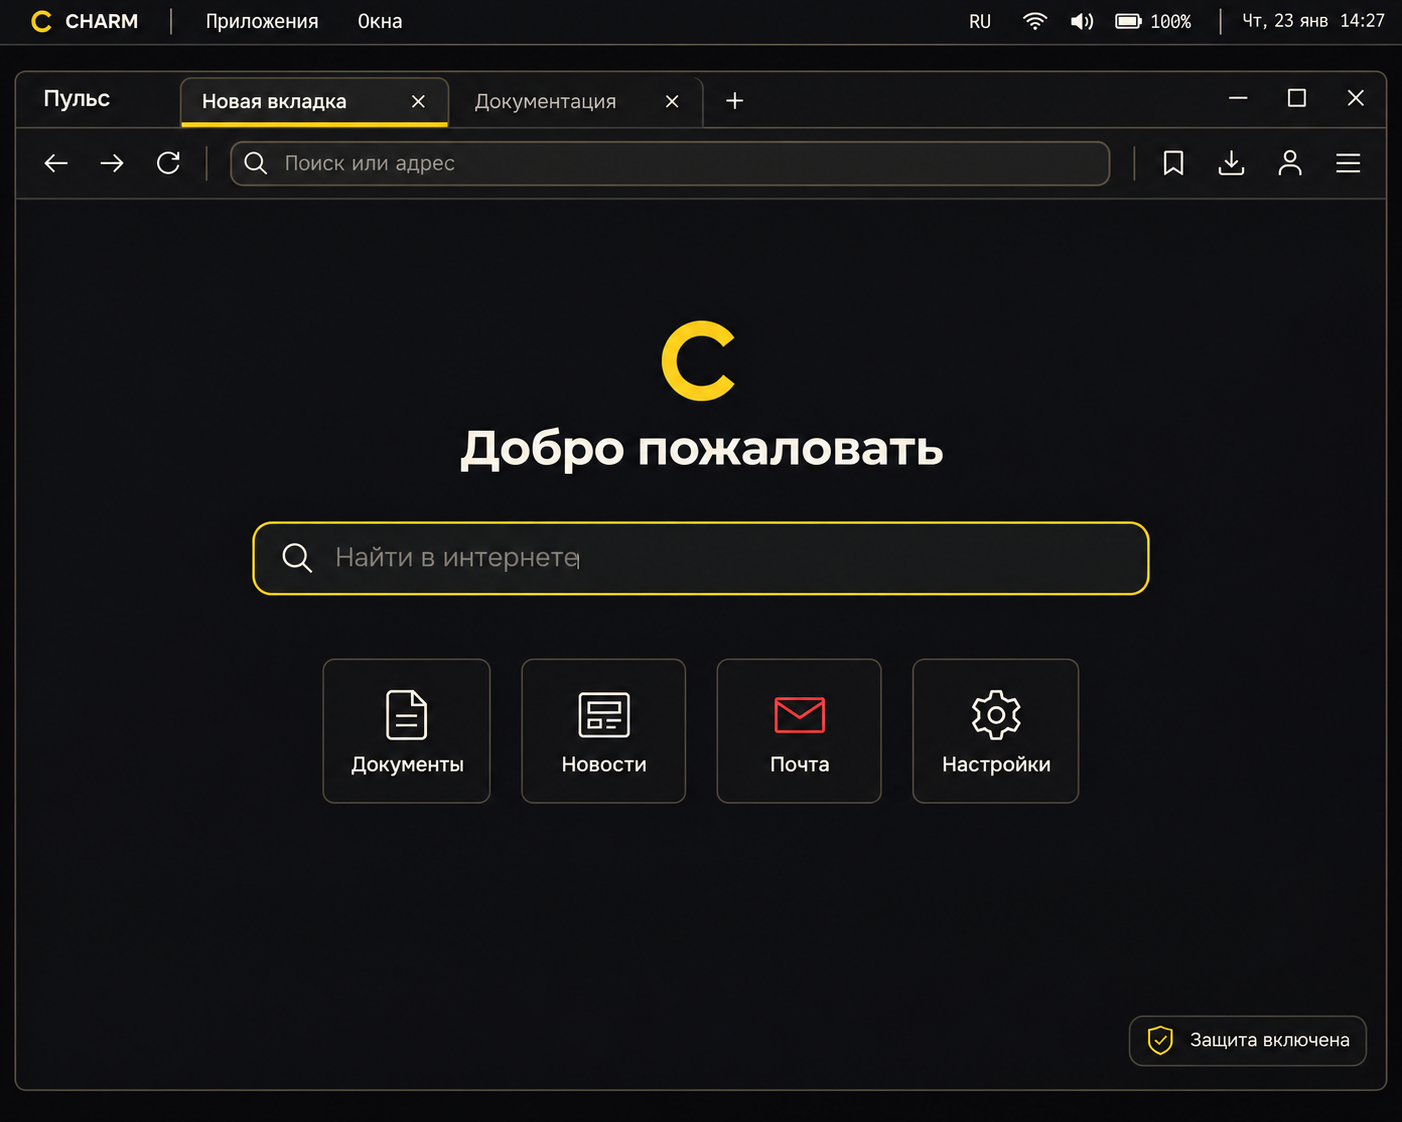 CHARM Приложения Окна RU 100% Чт, 23 янв 14:27
Пульс Новая вкладка Документация
Поиск или адрес
Добро пожаловать
Найти в интернете
Документы Новости Почта Настройки
Защита включена